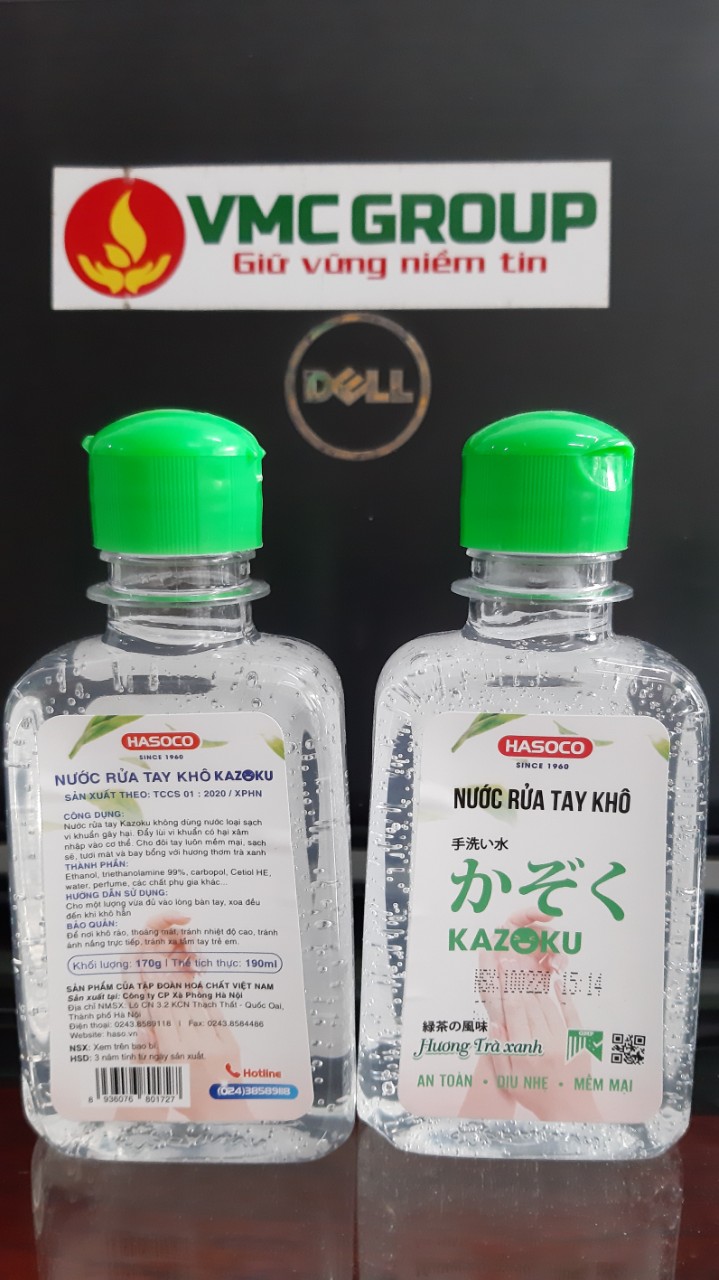 VMC GROUP
Giữ vững niềm tin
DELL
HASOCO
SINCE 1960
NƯỚC RỬA TAY KHÔ KAZOKU
SẢN XUẤT THEO: TCCS 01 : 2020 / XPHN
CÔNG DỤNG:
Nước rửa tay Kazoku không dùng nước loại sạch
vi khuẩn gây hại. Đẩy lùi vi khuẩn có hại xâm
nhập vào cơ thể. Cho đôi tay luôn mềm mại, sạch
sẽ, tươi mát và bay bổng với hương thơm trà xanh
THÀNH PHẦN:
Ethanol, triethanolamine 99%, carbopol, Cetiol HE,
water, perfume, các chất phụ gia khác...
HƯỚNG DẪN SỬ DỤNG:
Cho một lượng vừa đủ vào lòng bàn tay, xoa đều
đến khi khô hẳn
BẢO QUẢN:
Để nơi khô ráo, thoáng mát, tránh nhiệt độ cao, tránh
ánh nắng trực tiếp, tránh xa tầm tay trẻ em.
Khối lượng: 170g | Thể tích thực: 190ml
SẢN PHẨM CỦA TẬP ĐOÀN HOÁ CHẤT VIỆT NAM
Sản xuất tại: Công ty CP Xà Phòng Hà Nội
Địa chỉ NMSX: Lô CN 3.2 KCN Thạch Thất - Quốc Oai,
Thành phố Hà Nội
Điện thoại: 0243.8589118 | Fax: 0243.8584486
Website: haso.vn
NSX: Xem trên bao bì
HSD: 3 năm tính từ ngày sản xuất.
Hotline
(024)3858988
8 936076 801727
HASOCO
SINCE 1960
NƯỚC RỬA TAY KHÔ
手洗い水
かぞく
KAZOKU
NSX 100220 15:14
緑茶の風味
Hương Trà xanh
AN TOÀN • DỊU NHẸ • MỀM MẠI